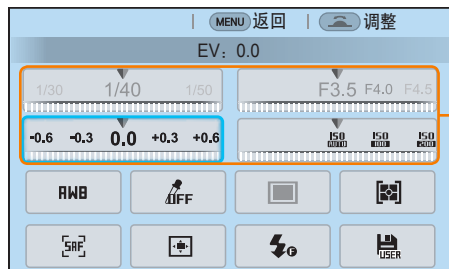 MENU 返回 调整
EV: 0.0
1/30 1/40 1/50 F3.5 F4.0 F4.5
-0.6 -0.3 0.0 +0.3 +0.6 ISO AUTO ISO 100 ISO 200
AWB OFF
SAF USER